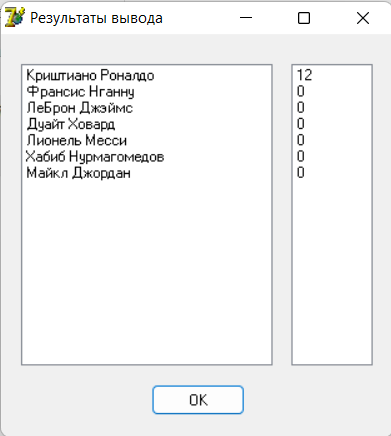 Результаты вывода
Криштиано Роналдо 12
Франсис Нганну 0
ЛеБрон Джэймс 0
Дуайт Ховард 0
Лионель Месси 0
Хабиб Нурмагомедов 0
Майкл Джордан 0
OK